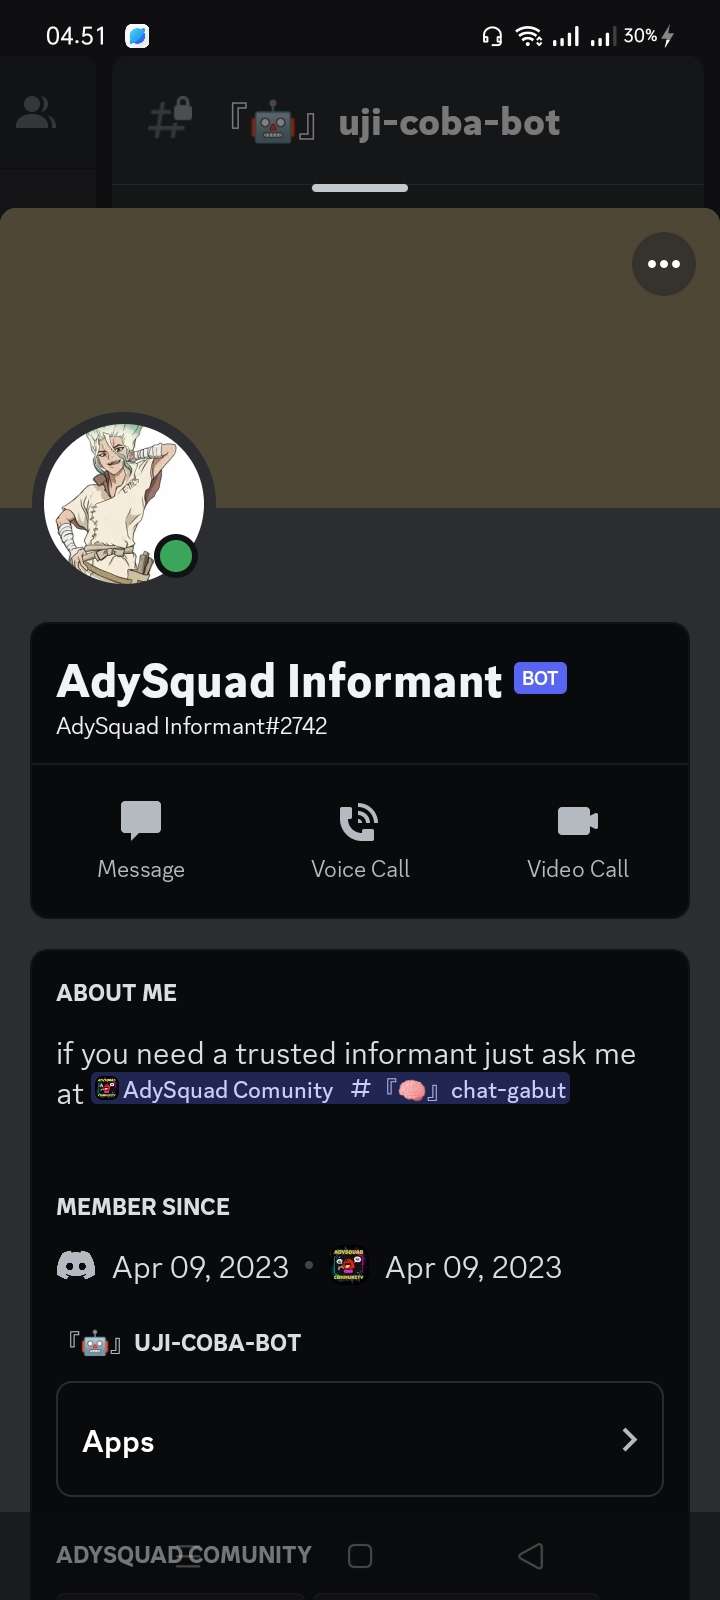 04.51
30%
『🤖』 uji-coba-bot
AdySquad Informant BOT
AdySquad Informant#2742
Message
Voice Call
Video Call
ABOUT ME
if you need a trusted informant just ask me
at AdySquad Comunity # 『🧠』 chat-gabut
MEMBER SINCE
Apr 09, 2023 • ADYSQUAD COMMUNITY Apr 09, 2023
『🤖』 UJI-COBA-BOT
Apps
ADYSQUAD COMUNITY